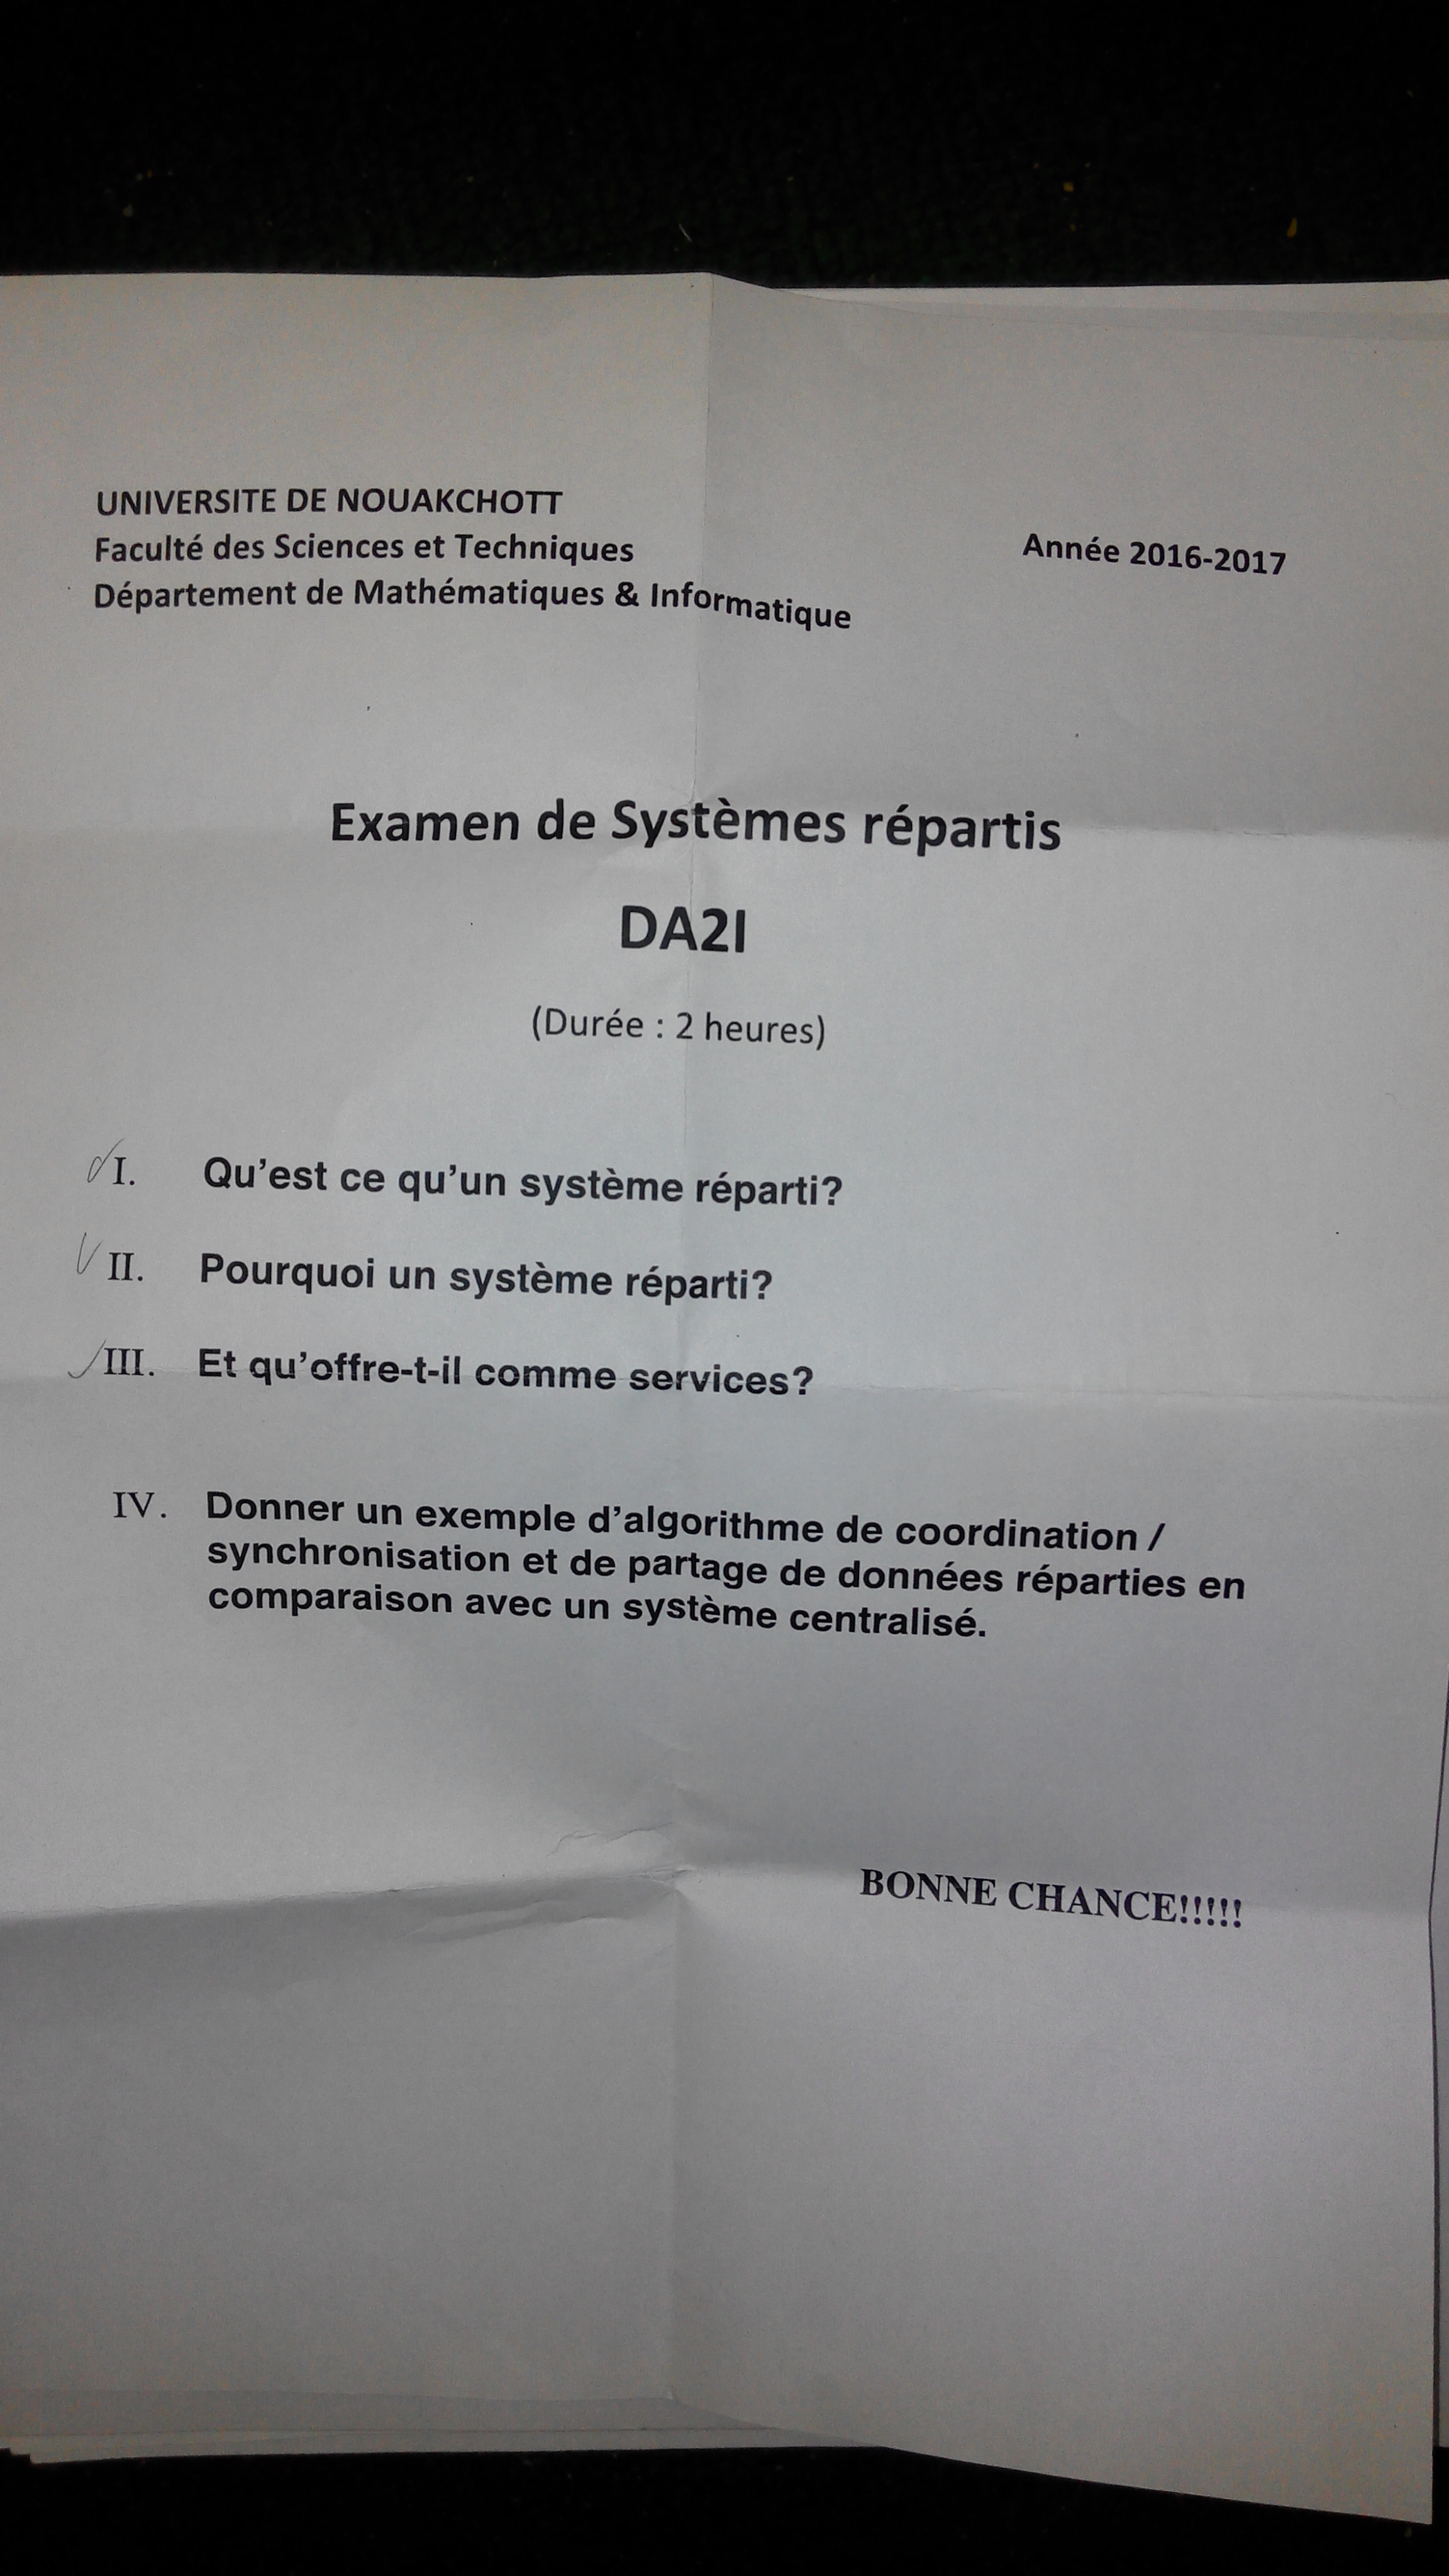 UNIVERSITE DE NOUAKCHOTT
Faculté des Sciences et Techniques
Année 2016-2017
Département de Mathématiques & Informatique
Examen de Systèmes répartis
DA2I
(Durée : 2 heures)
I. Qu’est ce qu’un système réparti?
II. Pourquoi un système réparti?
III. Et qu’offre-t-il comme services?
IV. Donner un exemple d’algorithme de coordination /
synchronisation et de partage de données réparties en
comparaison avec un système centralisé.
BONNE CHANCE!!!!!